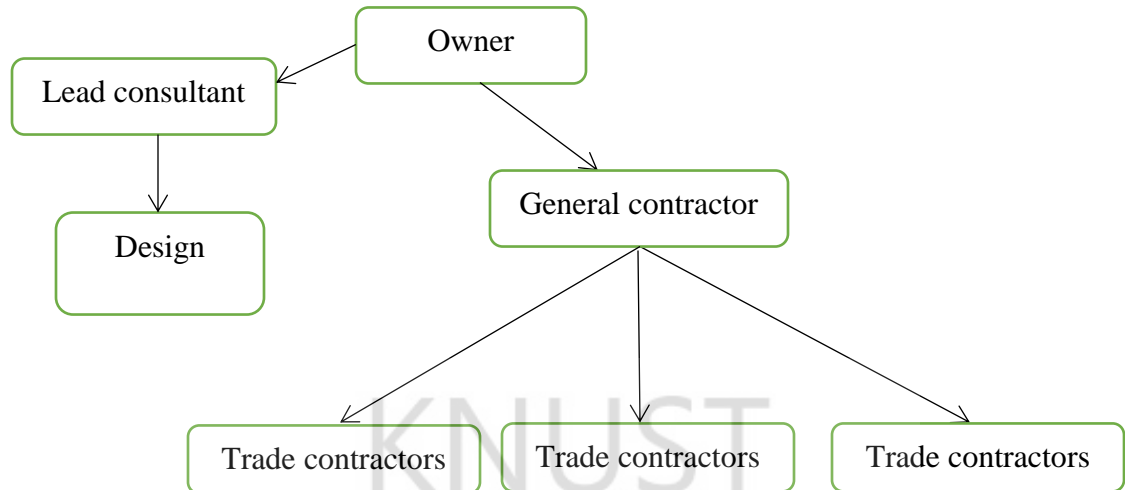 Owner
Lead consultant
General contractor
Design
KNUST
Trade contractors
Trade contractors
Trade contractors